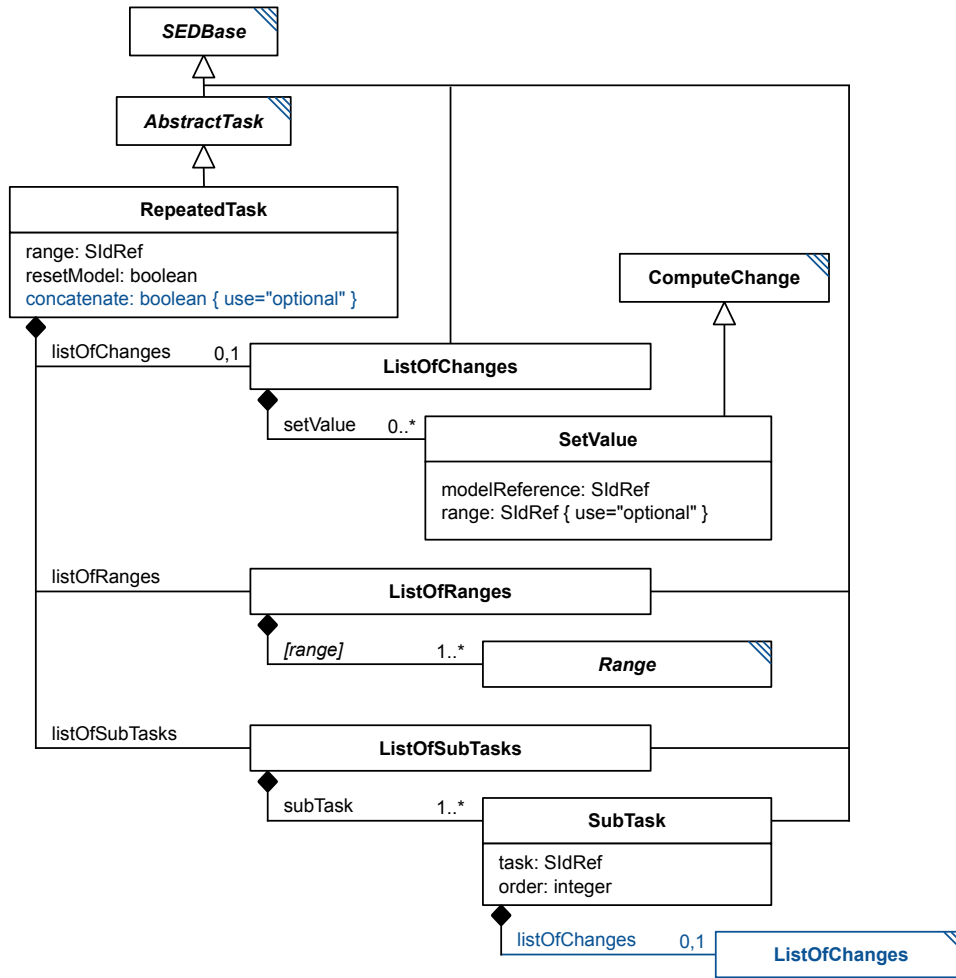 SEDBase
AbstractTask
RepeatedTask
range: SIdRef
resetModel: boolean
concatenate: boolean { use="optional" }
ComputeChange
listOfChanges 0,1
ListOfChanges
setValue 0..*
SetValue
modelReference: SIdRef
range: SIdRef { use="optional" }
listOfRanges
ListOfRanges
[range] 1..*
Range
listOfSubTasks
ListOfSubTasks
subTask 1..*
SubTask
task: SIdRef
order: integer
listOfChanges 0,1
ListOfChanges